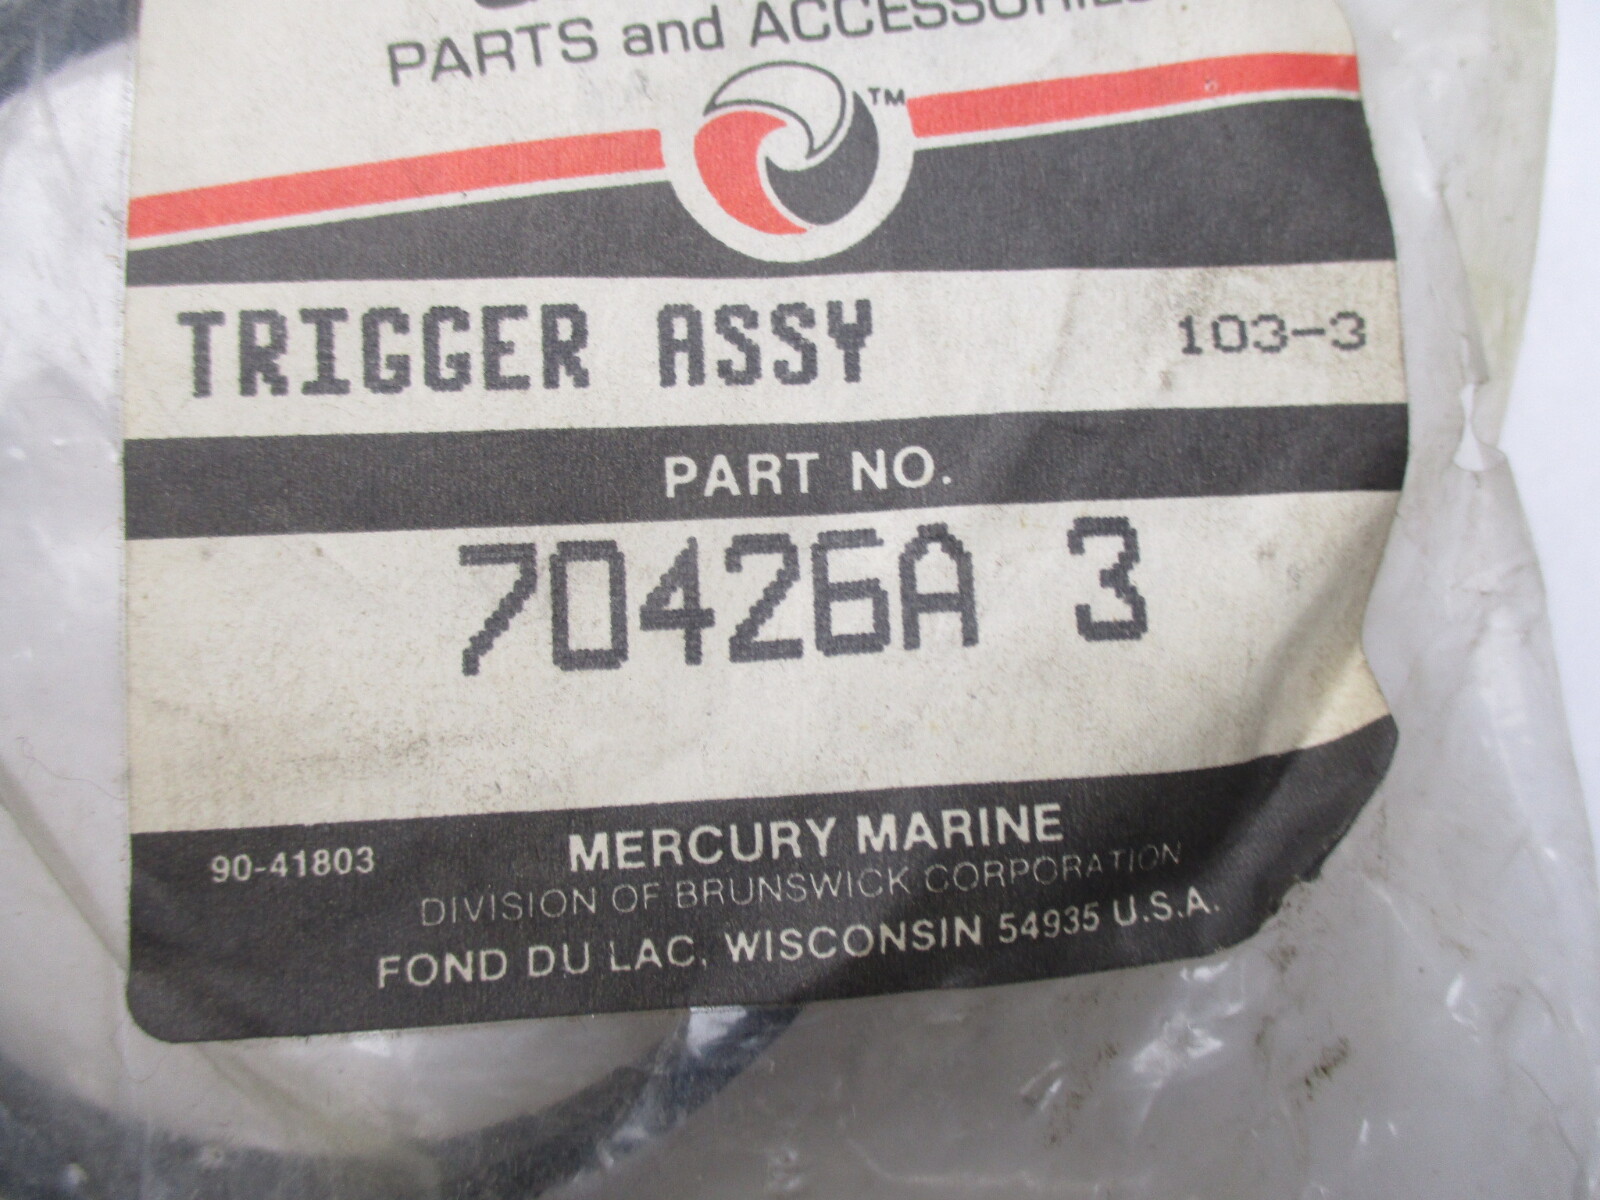 PARTS and ACCESSORIES
TM
TRIGGER ASSY 103-3
PART NO.
70426A 3
90-41803
MERCURY MARINE
DIVISION OF BRUNSWICK CORPORATION
FOND DU LAC, WISCONSIN 54935 U.S.A.